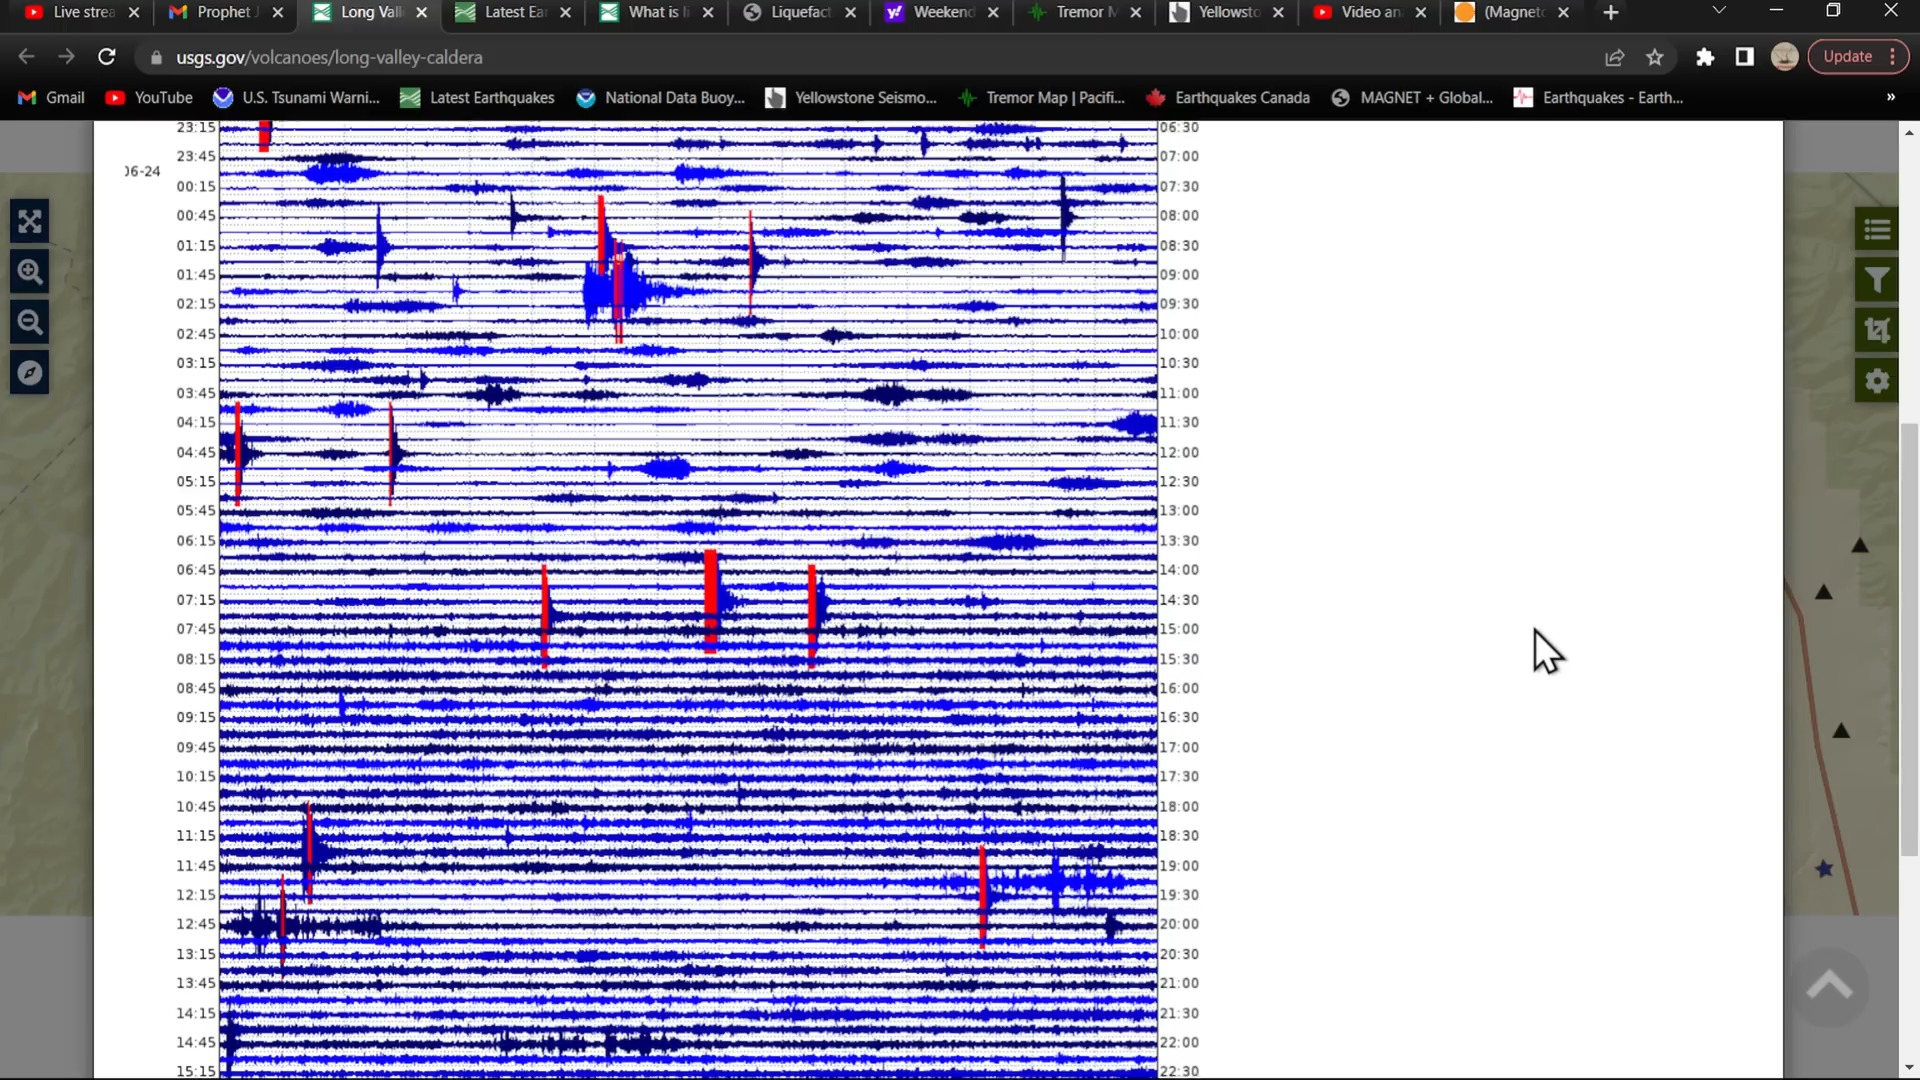 Live strea
Prophet J
Long Vall
Latest Ear
What is li
Liquefact
Weekend
Tremor M
Yellowsto
Video an
(Magneto
usgs.gov/volcanoes/long-valley-caldera
Update
Gmail
YouTube
U.S. Tsunami Warni...
Latest Earthquakes
National Data Buoy...
Yellowstone Seismo...
Tremor Map | Pacifi...
Earthquakes Canada
MAGNET + Global...
Earthquakes - Earth...
»
23:15 06:30
23:45 07:00
06-24
00:15 07:30
00:45 08:00
01:15 08:30
01:45 09:00
02:15 09:30
02:45 10:00
03:15 10:30
03:45 11:00
04:15 11:30
04:45 12:00
05:15 12:30
05:45 13:00
06:15 13:30
06:45 14:00
07:15 14:30
07:45 15:00
08:15 15:30
08:45 16:00
09:15 16:30
09:45 17:00
10:15 17:30
10:45 18:00
11:15 18:30
11:45 19:00
12:15 19:30
12:45 20:00
13:15 20:30
13:45 21:00
14:15 21:30
14:45 22:00
15:15 22:30